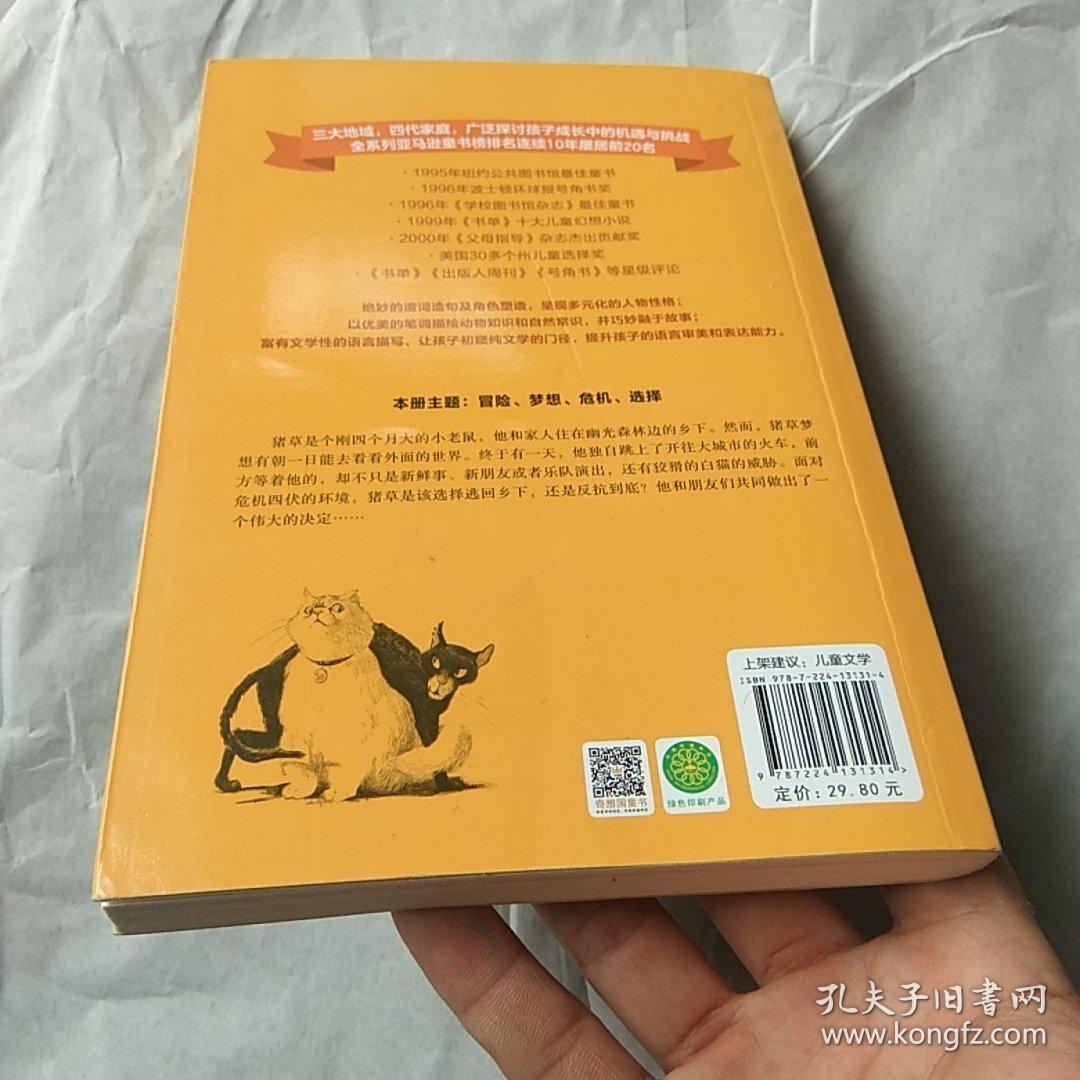 三大地域，四代家庭，广泛探讨孩子成长中的机遇与挑战
全系列亚马逊童书榜排名连续10年屡居前20名
· 1995年纽约公共图书馆最佳童书
· 1996年波士顿环球报号角书奖
· 1996年《学校图书馆杂志》最佳童书
· 1999年《书单》十大儿童幻想小说
· 2000年《父母指导》杂志杰出贡献奖
· 美国30多个州儿童选择奖
· 《书单》《出版人周刊》《号角书》等星级评论
绝妙的遣词造句及角色塑造，呈现多元化的人物性格；
以优美的笔调描绘动物知识和自然常识，并巧妙融于故事；
富有文学性的语言描写，让孩子初窥纯文学的门径，提升孩子的语言审美和表达能力。
本册主题：冒险、梦想、危机、选择
猪草是个刚四个月大的小老鼠，他和家人住在幽光森林边的乡下。然而，猪草梦
想有朝一日能去看看外面的世界。终于有一天，他独自跳上了开往大城市的火车，前
方等着他的，却不只是新鲜事、新朋友或者乐队演出，还有狡猾的白猫的威胁。面对
危机四伏的环境，猪草是该选择逃回乡下，还是反抗到底？他和朋友们共同做出了一
个伟大的决定……
上架建议：儿童文学
ISBN 978-7-224-13131-4
9 787224 131314 >
定价：29.80元
奇想国童书
绿色印刷产品
孔夫子旧书网
www.kongfz.com